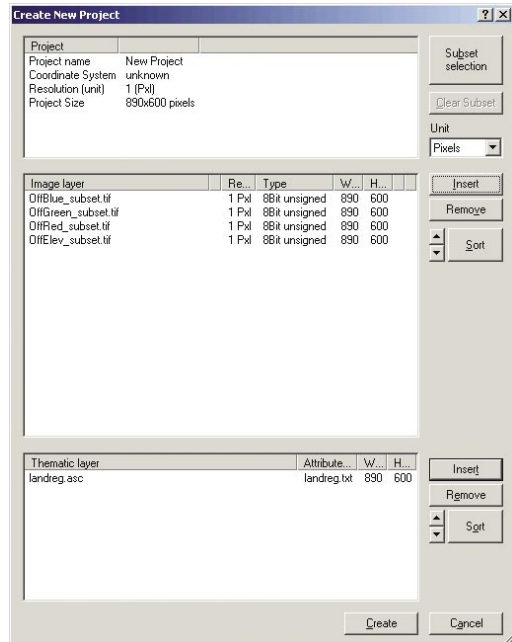 Create New Project
Project
Project name New Project
Coordinate System unknown
Resolution (unit) 1 (Pxl)
Project Size 890x600 pixels
Subset selection
Clear Subset
Unit
Pixels
Image layer Re... Type W... H...
OffBlue_subset.tif 1 Pxl 8Bit unsigned 890 600
OffGreen_subset.tif 1 Pxl 8Bit unsigned 890 600
OffRed_subset.tif 1 Pxl 8Bit unsigned 890 600
OffElev_subset.tif 1 Pxl 8Bit unsigned 890 600
Insert
Remove
Sort
Thematic layer Attribute... W... H...
landreg.asc landreg.txt 890 600
Insert
Remove
Sort
Create Cancel